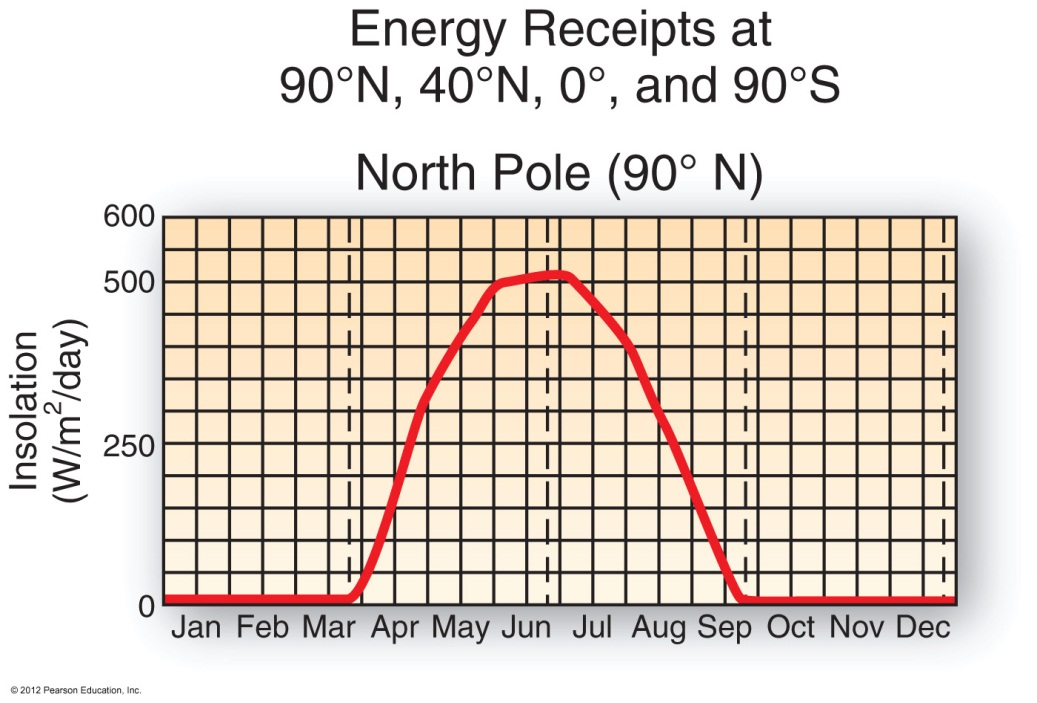 Energy Receipts at
90°N, 40°N, 0°, and 90°S
North Pole (90° N)
600
500
250
0
Insolation
(W/m²/day)
Jan Feb Mar Apr May Jun Jul Aug Sep Oct Nov Dec
© 2012 Pearson Education, Inc.